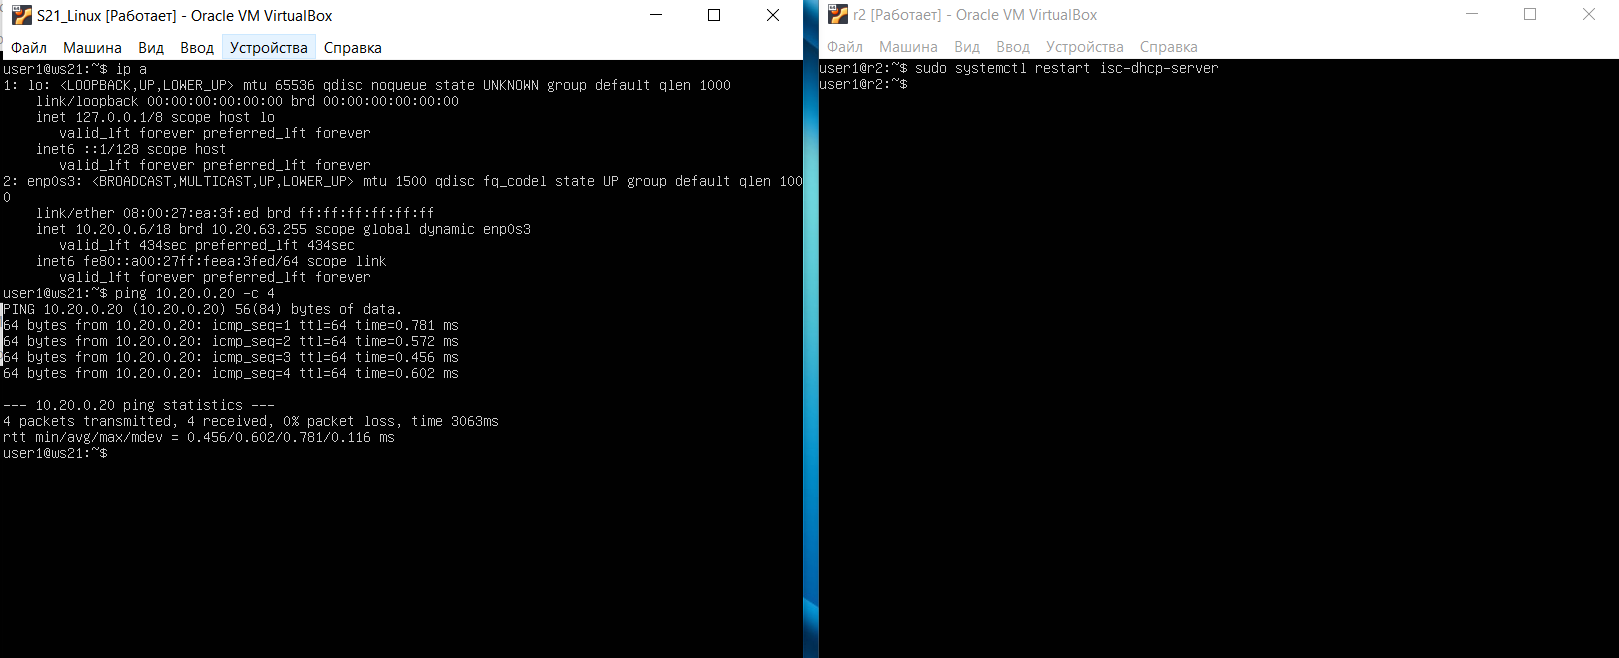 S21_Linux [Работает] - Oracle VM VirtualBox
Файл Машина Вид Ввод Устройства Справка
user1@ws21:~$ ip a
1: lo: <LOOPBACK,UP,LOWER_UP> mtu 65536 qdisc noqueue state UNKNOWN group default qlen 1000
    link/loopback 00:00:00:00:00:00 brd 00:00:00:00:00:00
    inet 127.0.0.1/8 scope host lo
       valid_lft forever preferred_lft forever
    inet6 ::1/128 scope host
       valid_lft forever preferred_lft forever
2: enp0s3: <BROADCAST,MULTICAST,UP,LOWER_UP> mtu 1500 qdisc fq_codel state UP group default qlen 100
0
    link/ether 08:00:27:ea:3f:ed brd ff:ff:ff:ff:ff:ff
    inet 10.20.0.6/18 brd 10.20.63.255 scope global dynamic enp0s3
       valid_lft 434sec preferred_lft 434sec
    inet6 fe80::a00:27ff:feea:3fed/64 scope link
       valid_lft forever preferred_lft forever
user1@ws21:~$ ping 10.20.0.20 -c 4
PING 10.20.0.20 (10.20.0.20) 56(84) bytes of data.
64 bytes from 10.20.0.20: icmp_seq=1 ttl=64 time=0.781 ms
64 bytes from 10.20.0.20: icmp_seq=2 ttl=64 time=0.572 ms
64 bytes from 10.20.0.20: icmp_seq=3 ttl=64 time=0.456 ms
64 bytes from 10.20.0.20: icmp_seq=4 ttl=64 time=0.602 ms
--- 10.20.0.20 ping statistics ---
4 packets transmitted, 4 received, 0% packet loss, time 3063ms
rtt min/avg/max/mdev = 0.456/0.602/0.781/0.116 ms
user1@ws21:~$
r2 [Работает] - Oracle VM VirtualBox
Файл Машина Вид Ввод Устройства Справка
user1@r2:~$ sudo systemctl restart isc-dhcp-server
user1@r2:~$